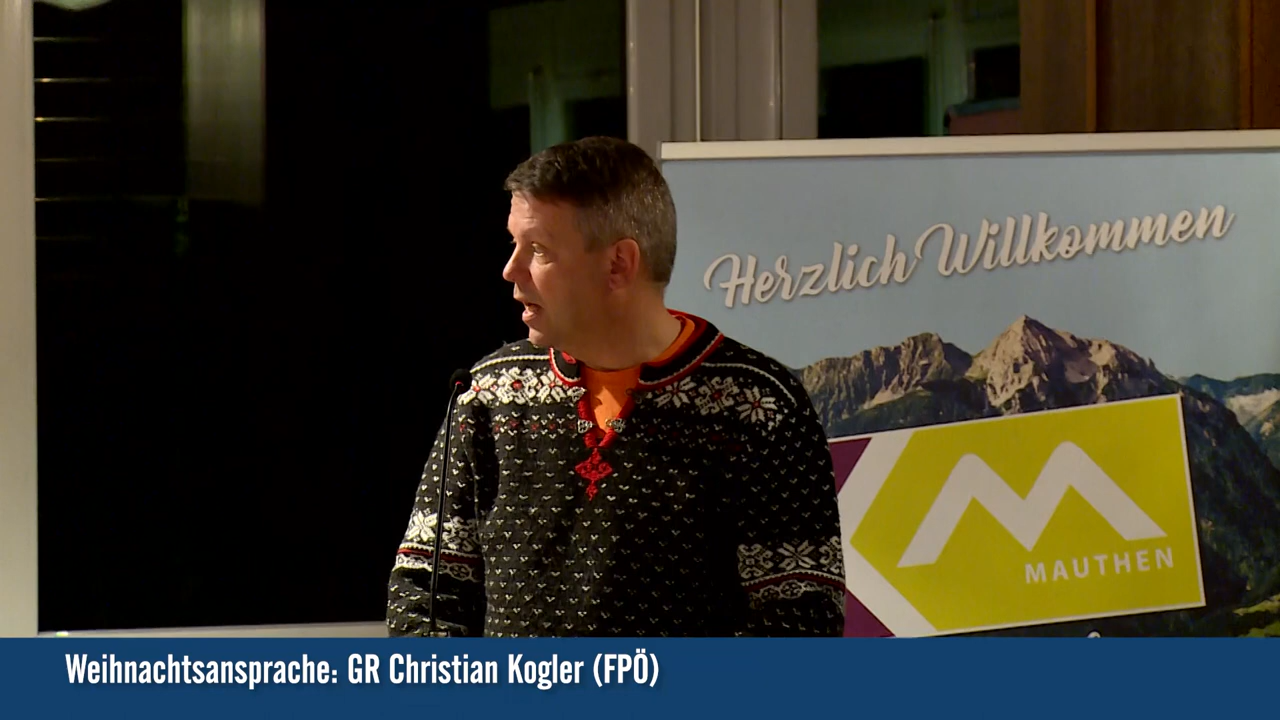 Herzlich Willkommen
MAUTHEN
Weihnachtsansprache: GR Christian Kogler (FPÖ)